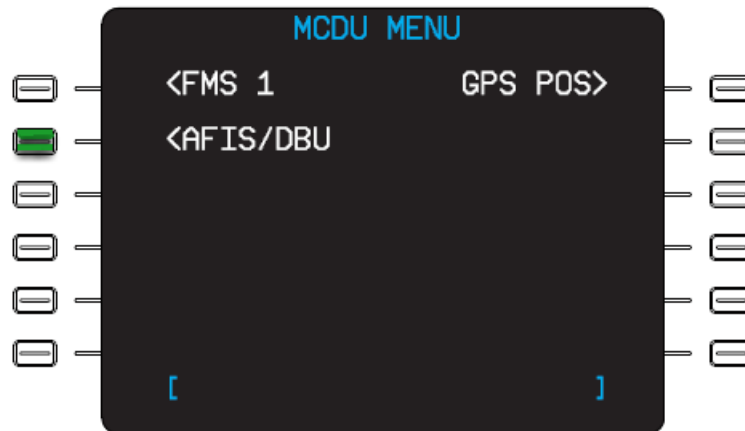 MCDU MENU
<FMS 1 GPS POS>
<AFIS/DBU
[ ]